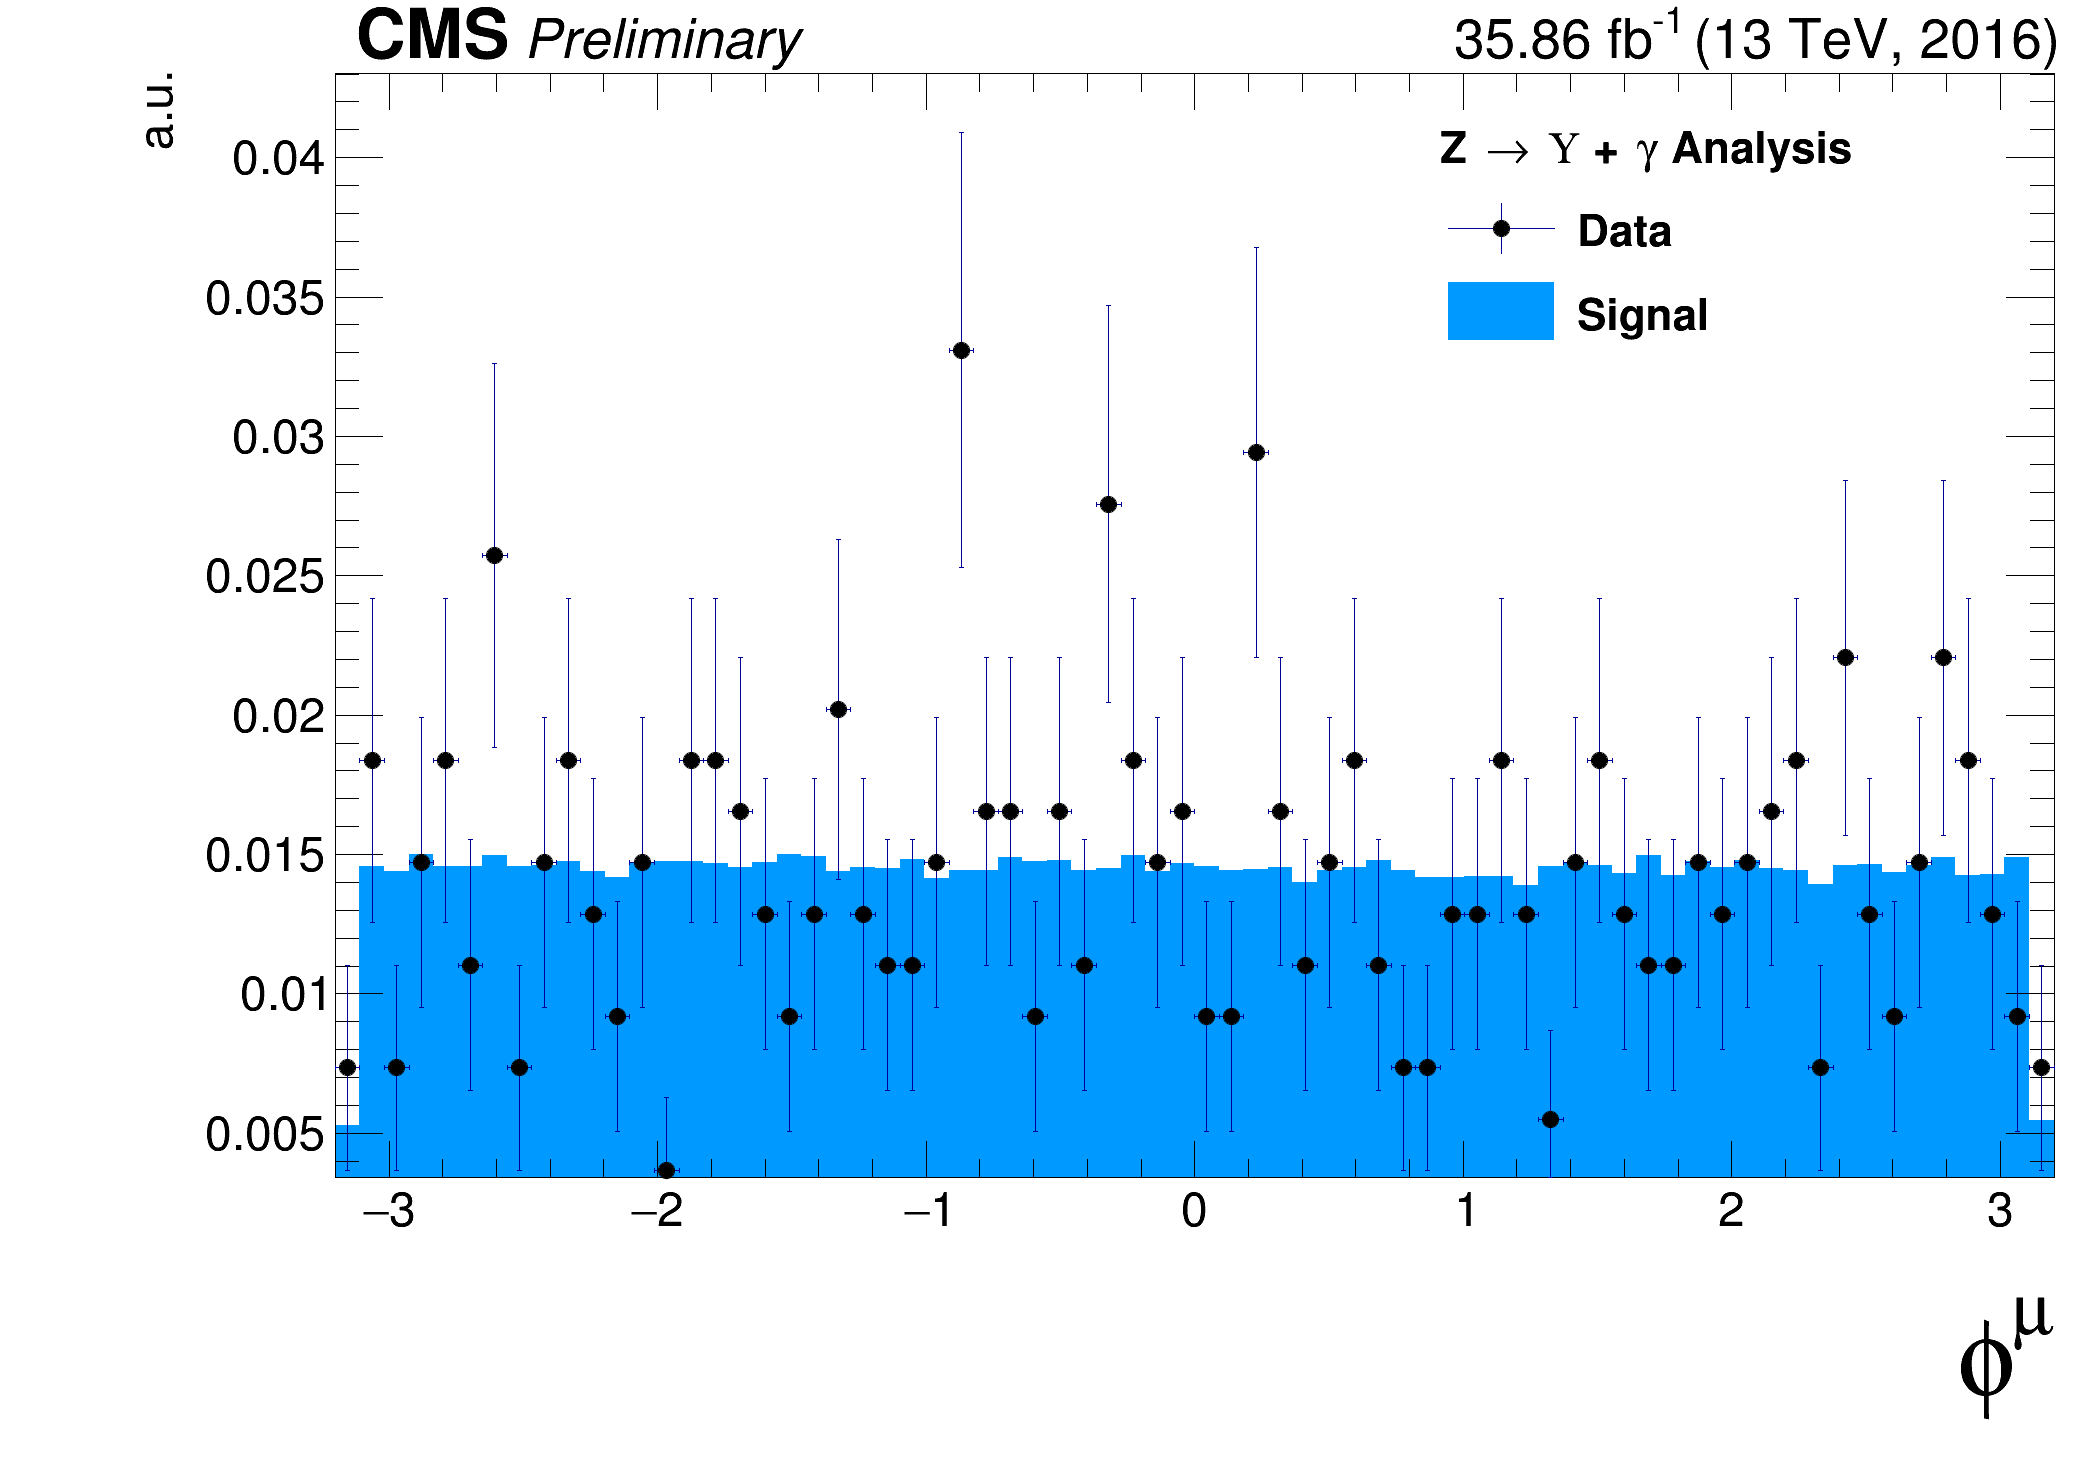 CMS Preliminary 35.86 fb⁻¹ (13 TeV, 2016)
a.u.
Z → ϒ + γ Analysis
Data
Signal
0.04
0.035
0.03
0.025
0.02
0.015
0.01
0.005
−3 −2 −1 0 1 2 3
ϕ^μ